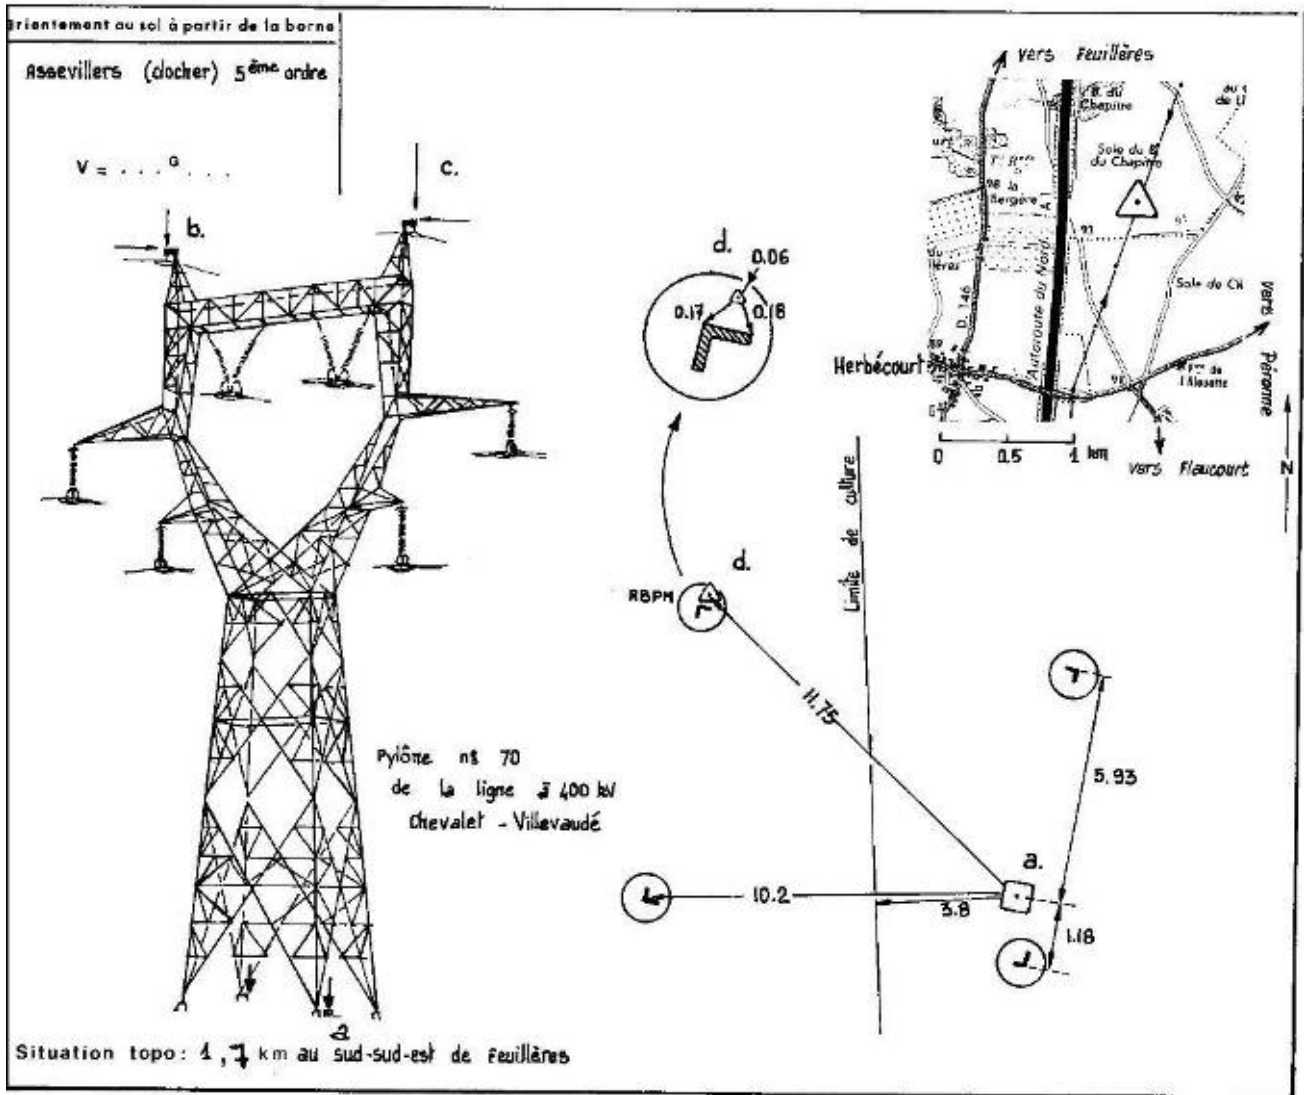 Orientement au sol à partir de la borne
Assevillers (clocher) 5ème ordre
V = . . . . G . . .
b.
c.
Pylône n° 70
de la ligne à 400 kV
Chevalet - Villevaudé
a
Situation topo: 1,7 km au sud-sud-est de Feuillères
d.
0.06
0.17
0.18
d.
RBPM
11.75
Limite de culture
5.93
a.
10.2
3.8
1.18
vers Feuillères
B. du
Chapitre
Sole du B.
du Chapitre
98 la
Bergère
91
91
D. 146
Autoroute du Nord
Herbécourt
l'Alouette
vers Péronne
0 0.5 1 km
vers Flaucourt
N